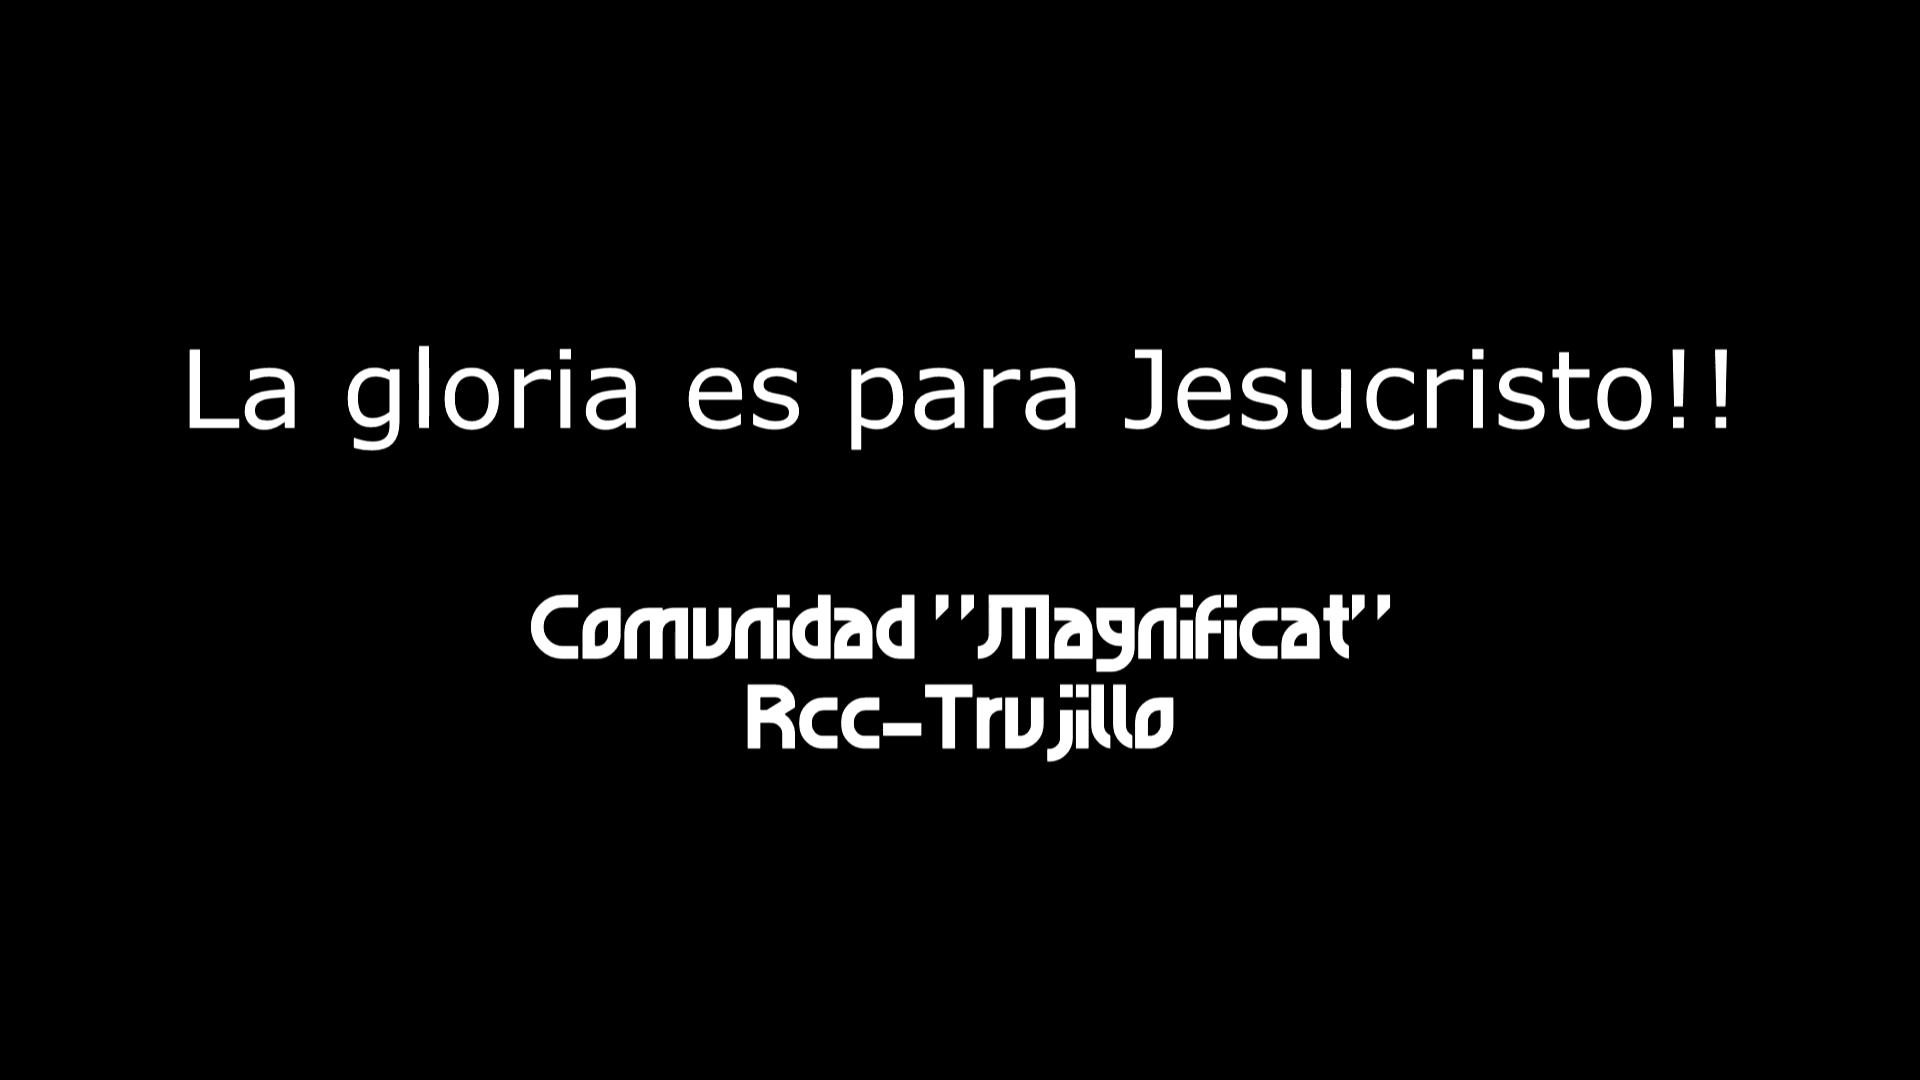 La gloria es para Jesucristo!!
Comunidad "Magnificat"
Rcc-Trujillo